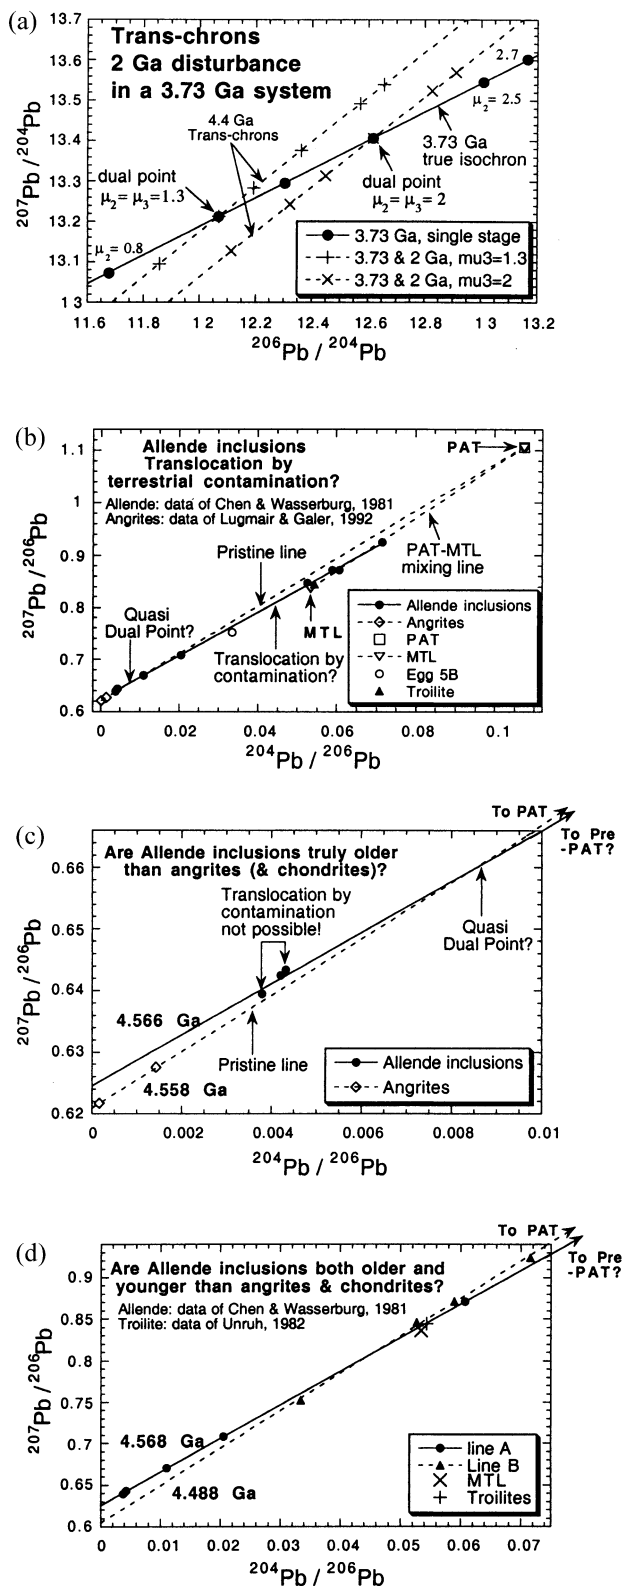 (a)
Trans-chrons
2 Ga disturbance
in a 3.73 Ga system
4.4 Ga
Trans-chrons
2.7
μ2 = 2.5
3.73 Ga
true isochron
dual point
μ2 = μ3 = 1.3
dual point
μ2 = μ3 = 2
μ2 = 0.8
3.73 Ga, single stage
3.73 & 2 Ga, mu3=1.3
3.73 & 2 Ga, mu3=2
207Pb / 204Pb
13.7
13.6
13.5
13.4
13.3
13.2
13.1
13
11.6 11.8 12 12.2 12.4 12.6 12.8 13 13.2
206Pb / 204Pb
(b)
Allende inclusions
Translocation by
terrestrial contamination?
Allende: data of Chen & Wasserburg, 1981
Angrites: data of Lugmair & Galer, 1992
PAT
Pristine line
PAT-MTL
mixing line
Quasi
Dual Point?
MTL
Translocation by
contamination?
Allende inclusions
Angrites
PAT
MTL
Egg 5B
Troilite
207Pb / 206Pb
1.1
1
0.9
0.8
0.7
0.6
0 0.02 0.04 0.06 0.08 0.1
204Pb / 206Pb
(c)
To PAT
To Pre
-PAT?
Are Allende inclusions truly older
than angrites (& chondrites)?
Translocation by
contamination
not possible!
Quasi
Dual Point?
4.566 Ga
Pristine line
4.558 Ga
Allende inclusions
Angrites
207Pb / 206Pb
0.66
0.65
0.64
0.63
0.62
0 0.002 0.004 0.006 0.008 0.01
204Pb / 206Pb
(d)
To PAT
To Pre
-PAT?
Are Allende inclusions both older and
younger than angrites & chondrites?
Allende: data of Chen & Wasserburg, 1981
Troilite: data of Unruh, 1982
4.568 Ga
4.488 Ga
line A
Line B
MTL
Troilites
207Pb / 206Pb
0.9
0.85
0.8
0.75
0.7
0.65
0.6
0 0.01 0.02 0.03 0.04 0.05 0.06 0.07
204Pb / 206Pb